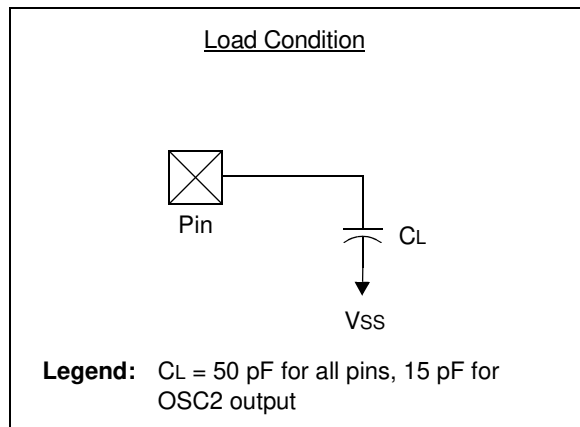 Load Condition
Pin
CL
VSS
Legend: CL = 50 pF for all pins, 15 pF for
OSC2 output